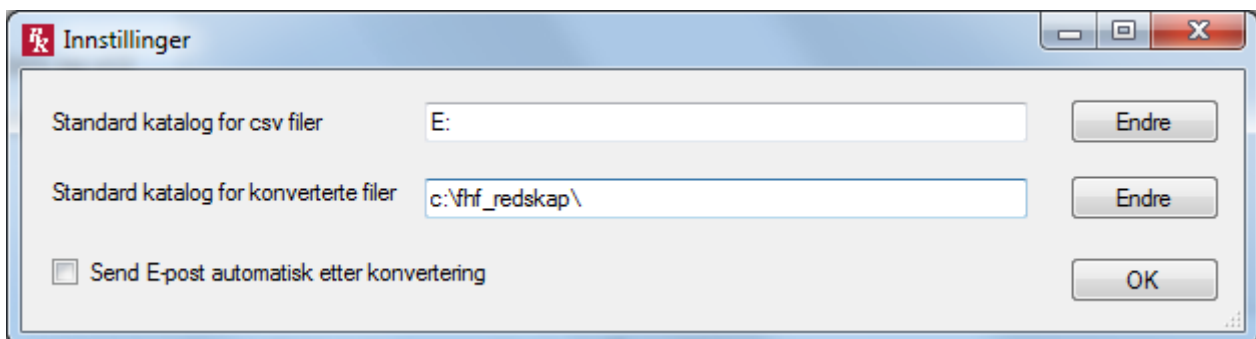 Innstillinger
Standard katalog for csv filer E: Endre
Standard katalog for konverterte filer c:\fhf_redskap\ Endre
Send E-post automatisk etter konvertering OK